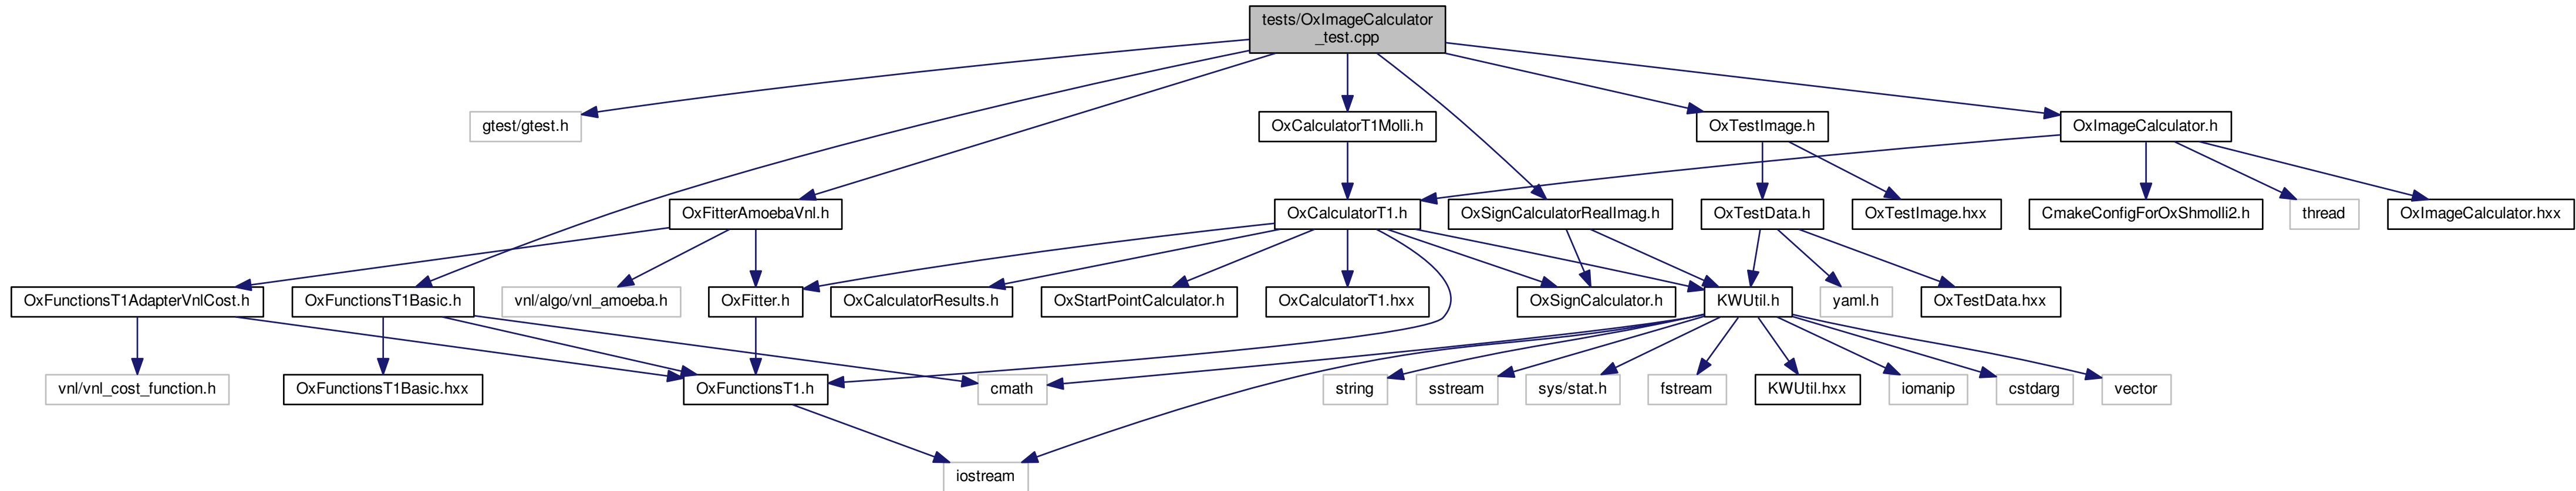 tests/OxImageCalculator
_test.cpp
gtest/gtest.h
OxCalculatorT1Molli.h
OxTestImage.h
OxImageCalculator.h
OxFitterAmoebaVnl.h
OxCalculatorT1.h
OxSignCalculatorRealImag.h
OxTestData.h
OxTestImage.hxx
CmakeConfigForOxShmolli2.h
thread
OxImageCalculator.hxx
OxFunctionsT1AdapterVnlCost.h
OxFunctionsT1Basic.h
vnl/algo/vnl_amoeba.h
OxFitter.h
OxCalculatorResults.h
OxStartPointCalculator.h
OxCalculatorT1.hxx
OxSignCalculator.h
KWUtil.h
yaml.h
OxTestData.hxx
vnl/vnl_cost_function.h
OxFunctionsT1Basic.hxx
OxFunctionsT1.h
cmath
string
sstream
sys/stat.h
fstream
KWUtil.hxx
iomanip
cstdarg
vector
iostream